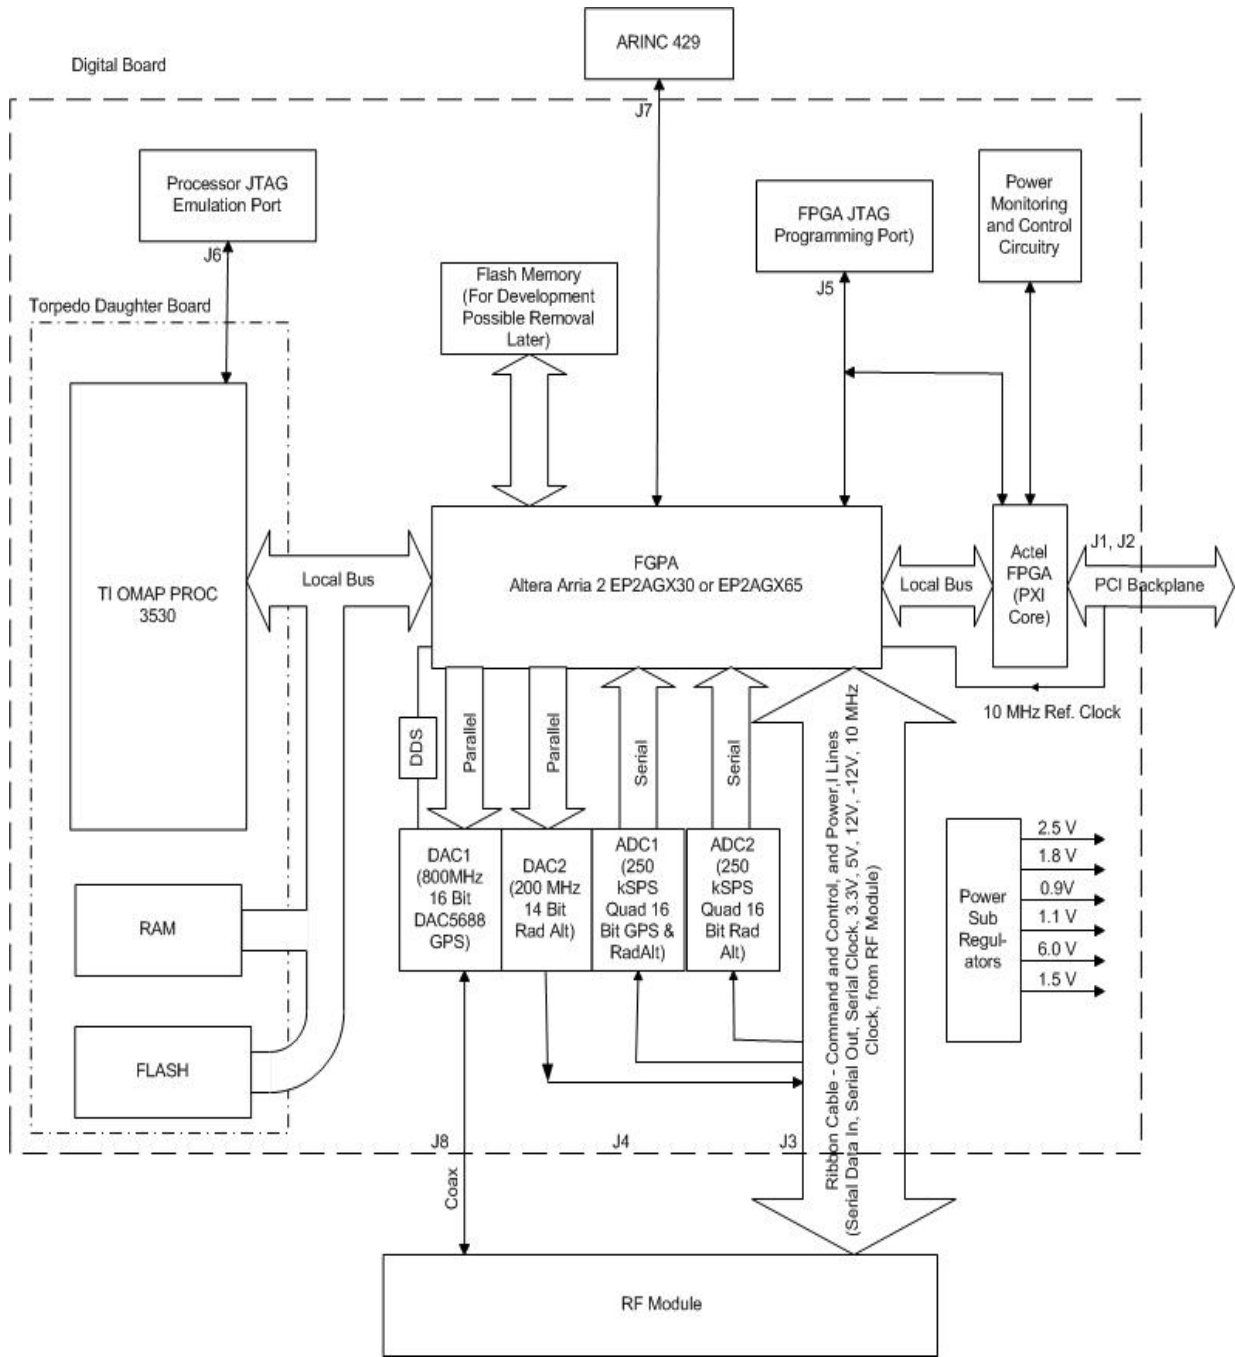 ARINC 429
Digital Board
J7
Processor JTAG
Emulation Port
J6
FPGA JTAG
Programming Port)
J5
Power
Monitoring
and Control
Circuitry
Flash Memory
(For Development
Possible Removal
Later)
Torpedo Daughter Board
TI OMAP PROC
3530
Local Bus
FGPA
Altera Arria 2 EP2AGX30 or EP2AGX65
Local Bus
Actel
FPGA
(PXI
Core)
J1, J2
PCI Backplane
10 MHz Ref. Clock
DDS
Parallel
Parallel
Serial
Serial
DAC1
(800MHz
16 Bit
DAC5688
GPS)
DAC2
(200 MHz
14 Bit
Rad Alt)
ADC1
(250
kSPS
Quad 16
Bit GPS &
RadAlt)
ADC2 (250
kSPS
Quad 16
Bit Rad
Alt)
Ribbon Cable - Command and Control, and Power,I Lines
(Serial Data In, Serial Out, Serial Clock, 3.3V, 5V, 12V, -12V, 10 MHz
Clock, from RF Module)
Power
Sub
Regul-
ators
2.5 V
1.8 V
0.9V
1.1 V
6.0 V
1.5 V
RAM
FLASH
J8
J4
J3
Coax
RF Module